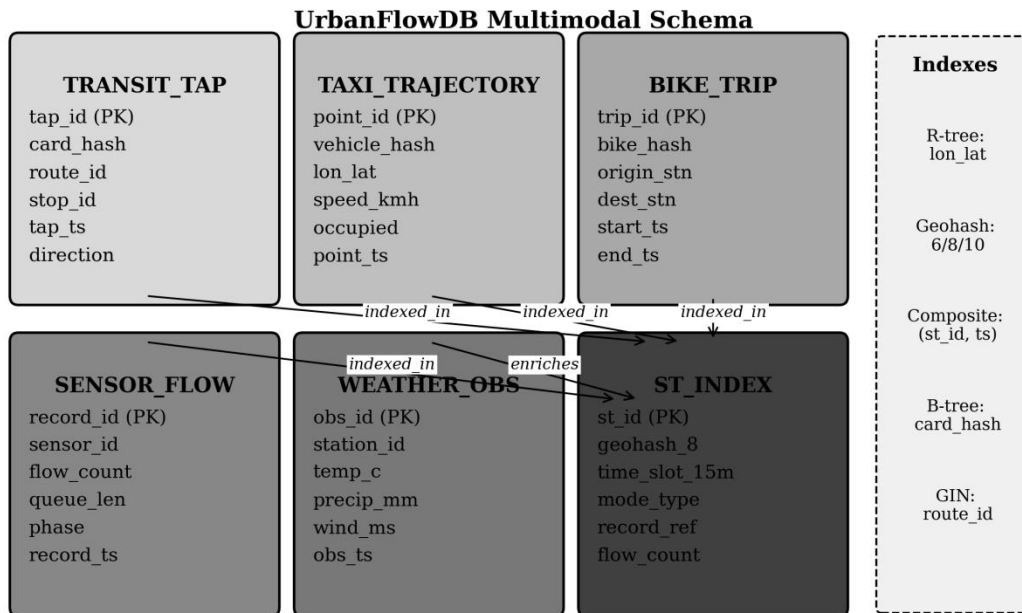 UrbanFlowDB Multimodal Schema
TRANSIT_TAP
tap_id (PK)
card_hash
route_id
stop_id
tap_ts
direction
TAXI_TRAJECTORY
point_id (PK)
vehicle_hash
lon_lat
speed_kmh
occupied
point_ts
BIKE_TRIP
trip_id (PK)
bike_hash
origin_stn
dest_stn
start_ts
end_ts
indexed_in
indexed_in
indexed_in
indexed_in
enriches
SENSOR_FLOW
record_id (PK)
sensor_id
flow_count
queue_len
phase
record_ts
WEATHER_OBS
obs_id (PK)
station_id
temp_c
precip_mm
wind_ms
obs_ts
ST_INDEX
st_id (PK)
geohash_8
time_slot_15m
mode_type
record_ref
flow_count
Indexes
R-tree:
lon_lat
Geohash:
6/8/10
Composite:
(st_id, ts)
B-tree:
card_hash
GIN:
route_id